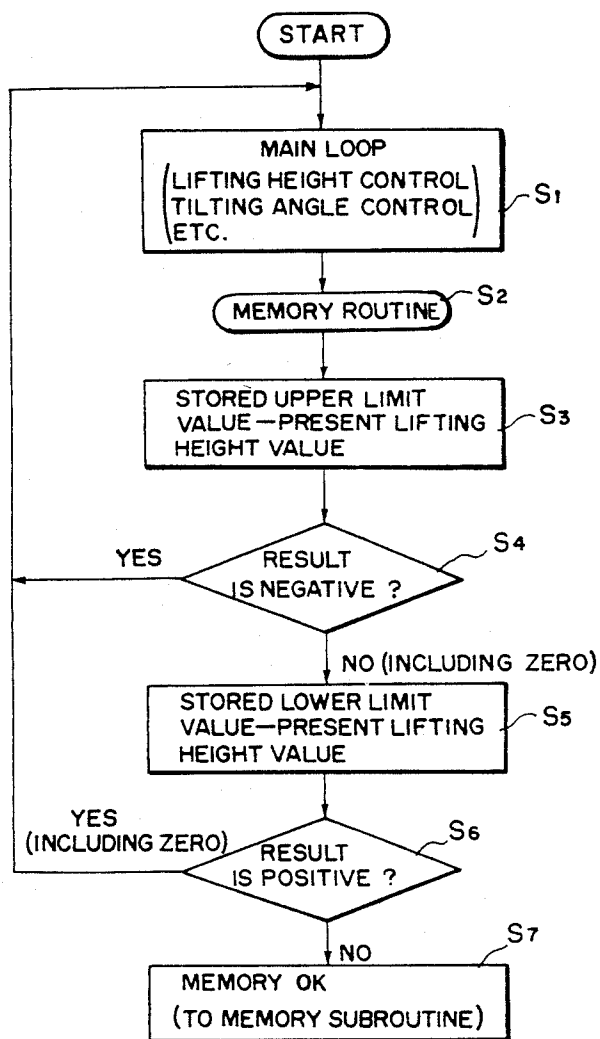 START
MAIN LOOP
(LIFTING HEIGHT CONTROL
TILTING ANGLE CONTROL
ETC.)
S1
MEMORY ROUTINE
S2
STORED UPPER LIMIT
VALUE—PRESENT LIFTING
HEIGHT VALUE
S3
YES
RESULT
IS NEGATIVE ?
S4
NO (INCLUDING ZERO)
STORED LOWER LIMIT
VALUE—PRESENT LIFTING
HEIGHT VALUE
S5
YES
(INCLUDING ZERO)
RESULT
IS POSITIVE ?
S6
NO
S7
MEMORY OK
(TO MEMORY SUBROUTINE)